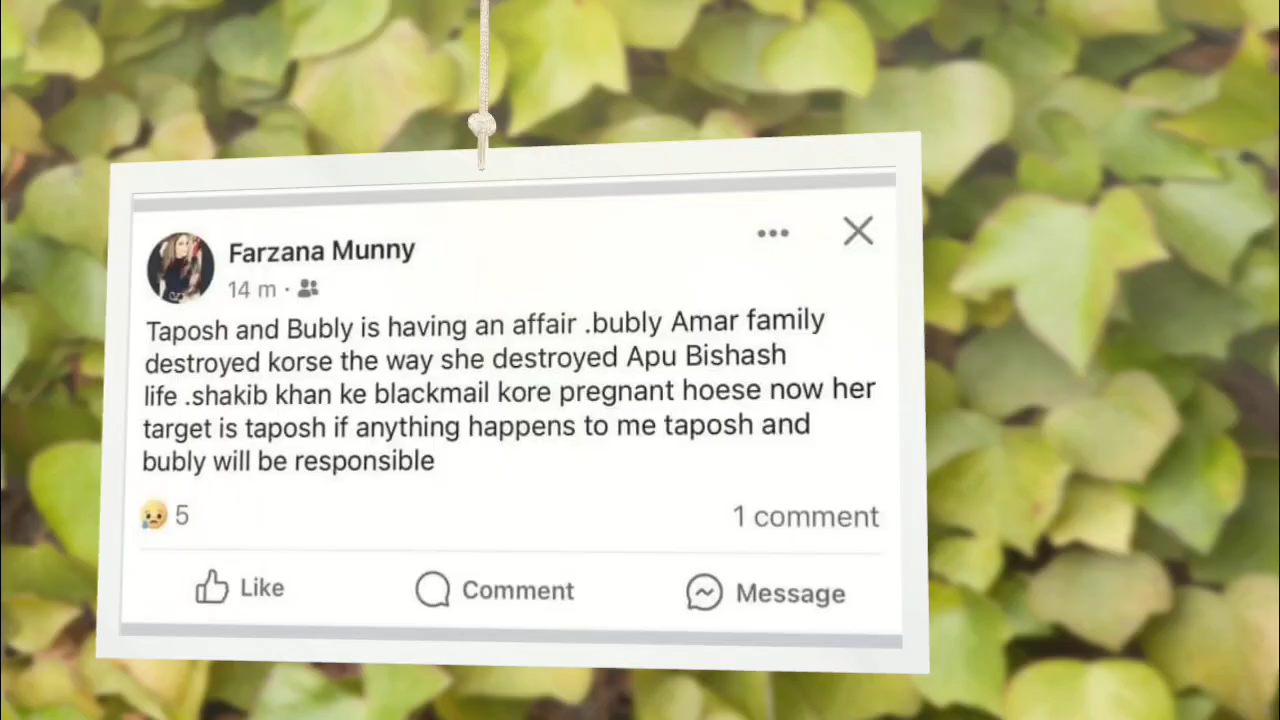 Farzana Munny
14 m ·
Taposh and Bubly is having an affair .bubly Amar family
destroyed korse the way she destroyed Apu Bishash
life .shakib khan ke blackmail kore pregnant hoese now her
target is taposh if anything happens to me taposh and
bubly will be responsible
5
1 comment
Like
Comment
Message